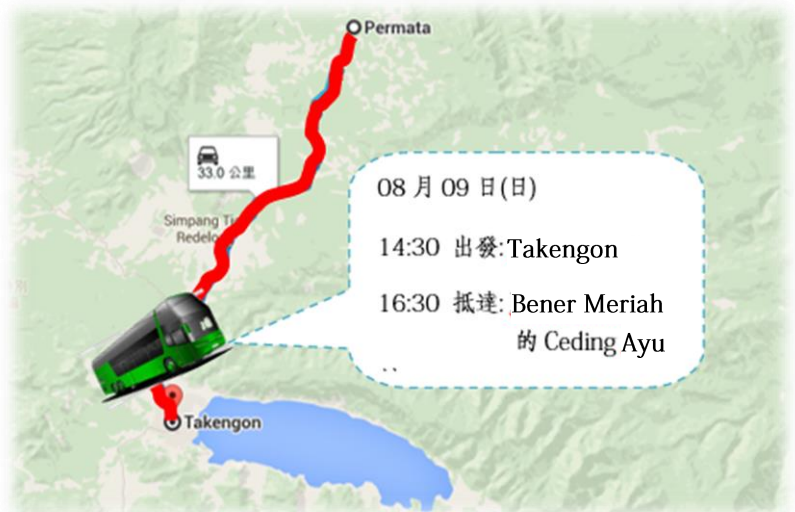 Permata
33.0 公里
Simpang Ti
Redelo
08 月 09 日(日)
14:30 出發: Takengon
16:30 抵達: Bener Meriah
的 Ceding Ayu
Takengon